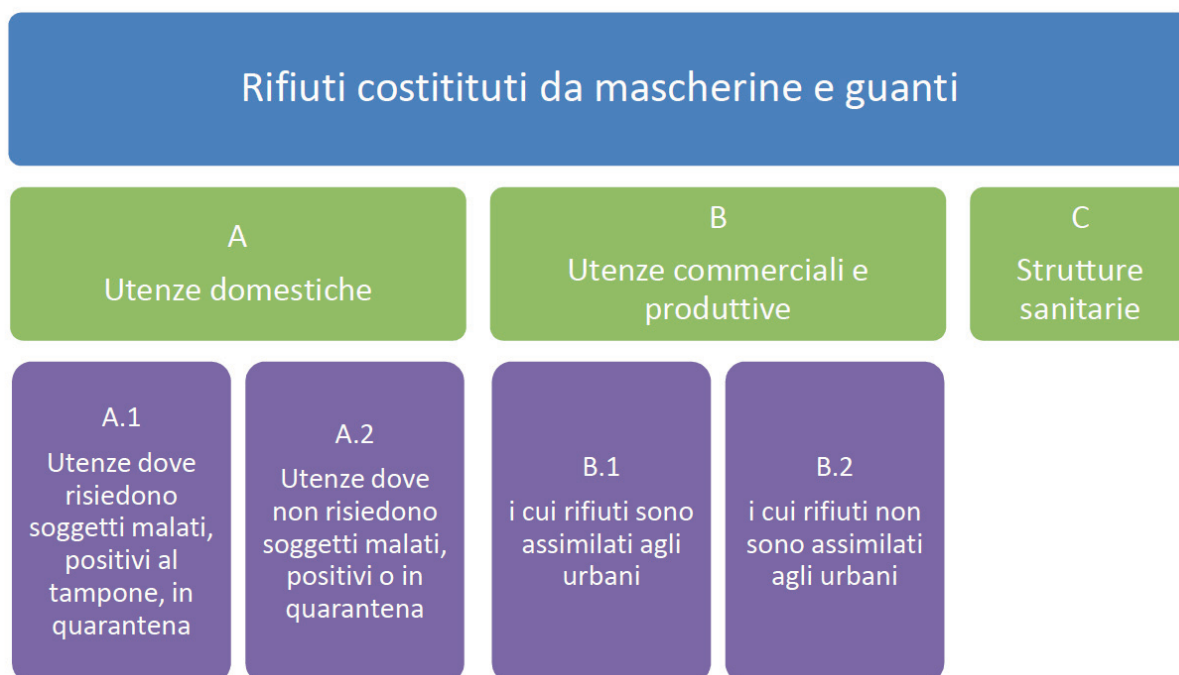 Rifiuti costitituti da mascherine e guanti
A
Utenze domestiche
B
Utenze commerciali e
produttive
C
Strutture
sanitarie
A.1
Utenze dove
risiedono
soggetti malati,
positivi al
tampone, in
quarantena
A.2
Utenze dove
non risiedono
soggetti malati,
positivi o in
quarantena
B.1
i cui rifiuti sono
assimilati agli
urbani
B.2
i cui rifiuti non
sono assimilati
agli urbani